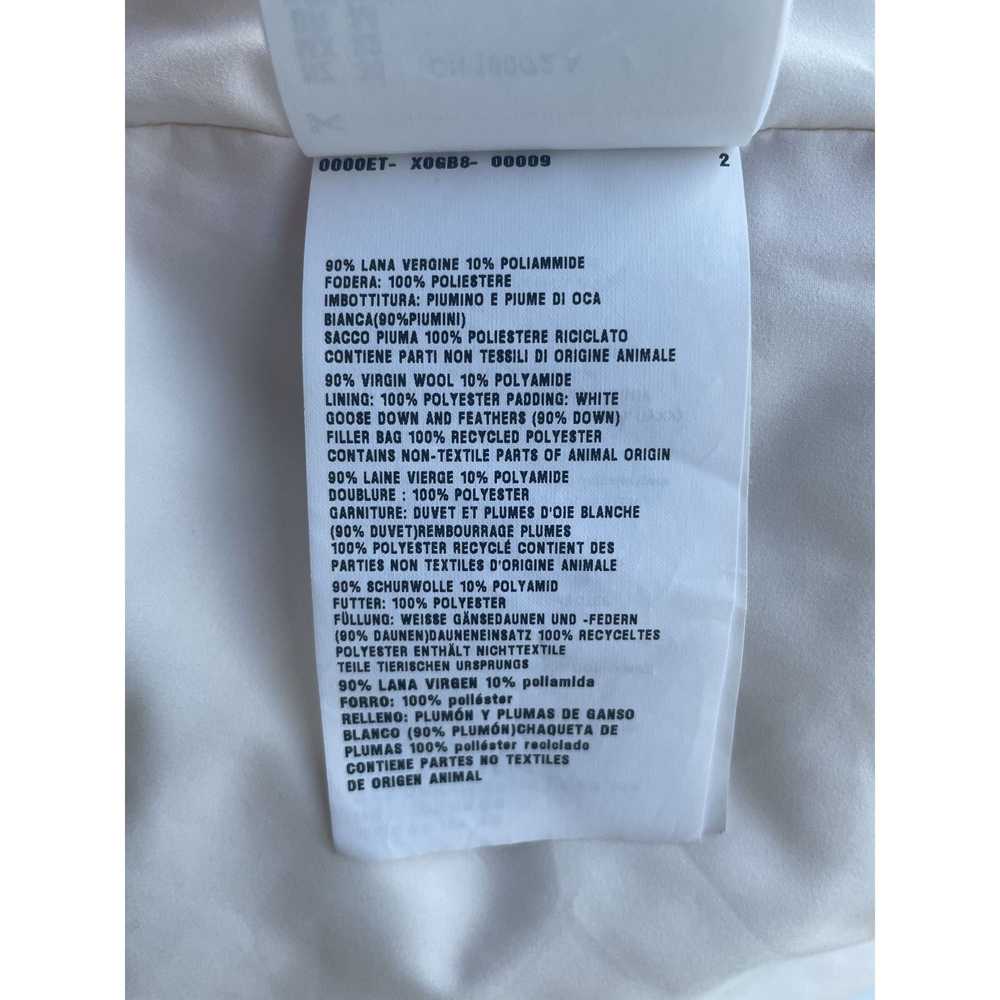 0000ET- X0GB8- 00009 2
90% LANA VERGINE 10% POLIAMMIDE
FODERA: 100% POLIESTERE
IMBOTTITURA: PIUMINO E PIUME DI OCA
BIANCA(90%PIUMINI)
SACCO PIUMA 100% POLIESTERE RICICLATO
CONTIENE PARTI NON TESSILI DI ORIGINE ANIMALE
90% VIRGIN WOOL 10% POLYAMIDE
LINING: 100% POLYESTER PADDING: WHITE
GOOSE DOWN AND FEATHERS (90% DOWN)
FILLER BAG 100% RECYCLED POLYESTER
CONTAINS NON-TEXTILE PARTS OF ANIMAL ORIGIN
90% LAINE VIERGE 10% POLYAMIDE
DOUBLURE : 100% POLYESTER
GARNITURE: DUVET ET PLUMES D'OIE BLANCHE
(90% DUVET)REMBOURRAGE PLUMES
100% POLYESTER RECYCLÉ CONTIENT DES
PARTIES NON TEXTILES D'ORIGINE ANIMALE
90% SCHURWOLLE 10% POLYAMID
FUTTER: 100% POLYESTER
FÜLLUNG: WEISSE GÄNSEDAUNEN UND -FEDERN
(90% DAUNEN)DAUNENEINSATZ 100% RECYCELTES
POLYESTER ENTHÄLT NICHTTEXTILE
TEILE TIERISCHEN URSPRUNGS
90% LANA VIRGEN 10% poliamida
FORRO: 100% poliéster
RELLENO: PLUMÓN Y PLUMAS DE GANSO
BLANCO (90% PLUMÓN)CHAQUETA DE
PLUMAS 100% poliéster reciclado
CONTIENE PARTES NO TEXTILES
DE ORIGEN ANIMAL